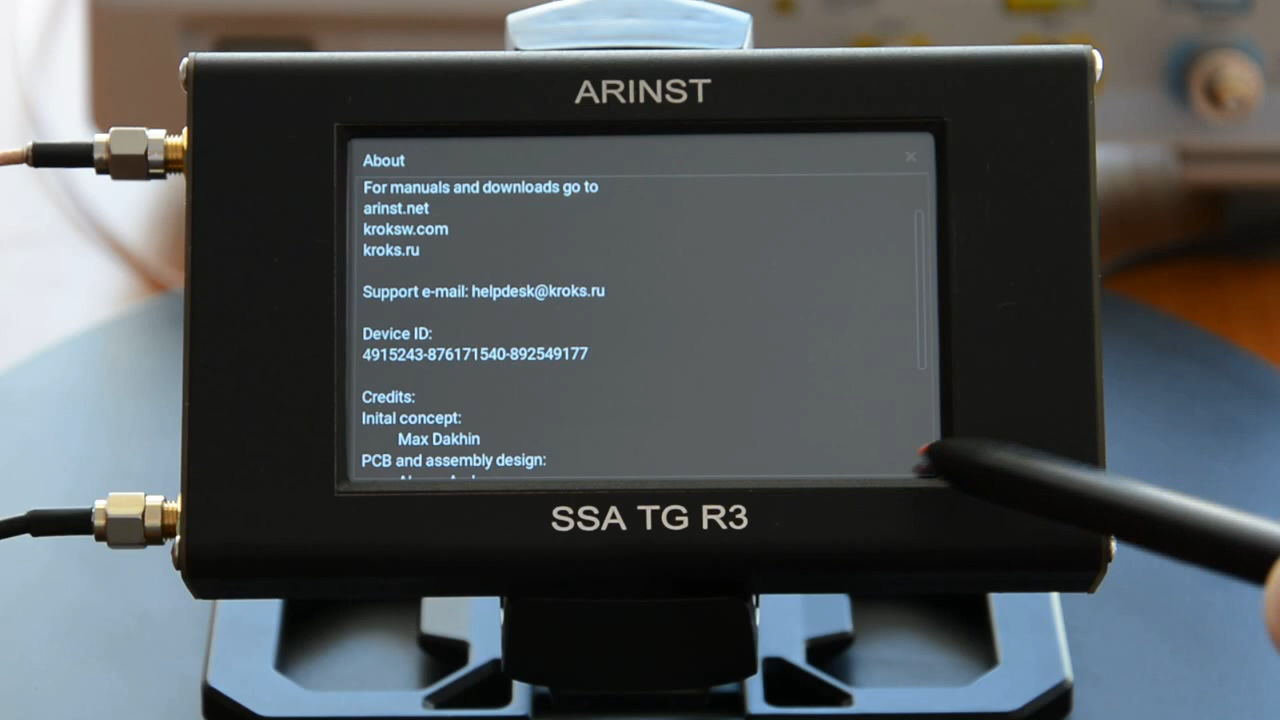 ARINST
About
For manuals and downloads go to
arinst.net
kroksw.com
kroks.ru
Support e-mail: helpdesk@kroks.ru
Device ID:
4915243-876171540-892549177
Credits:
Inital concept:
Max Dakhin
PCB and assembly design:
SSA TG R3